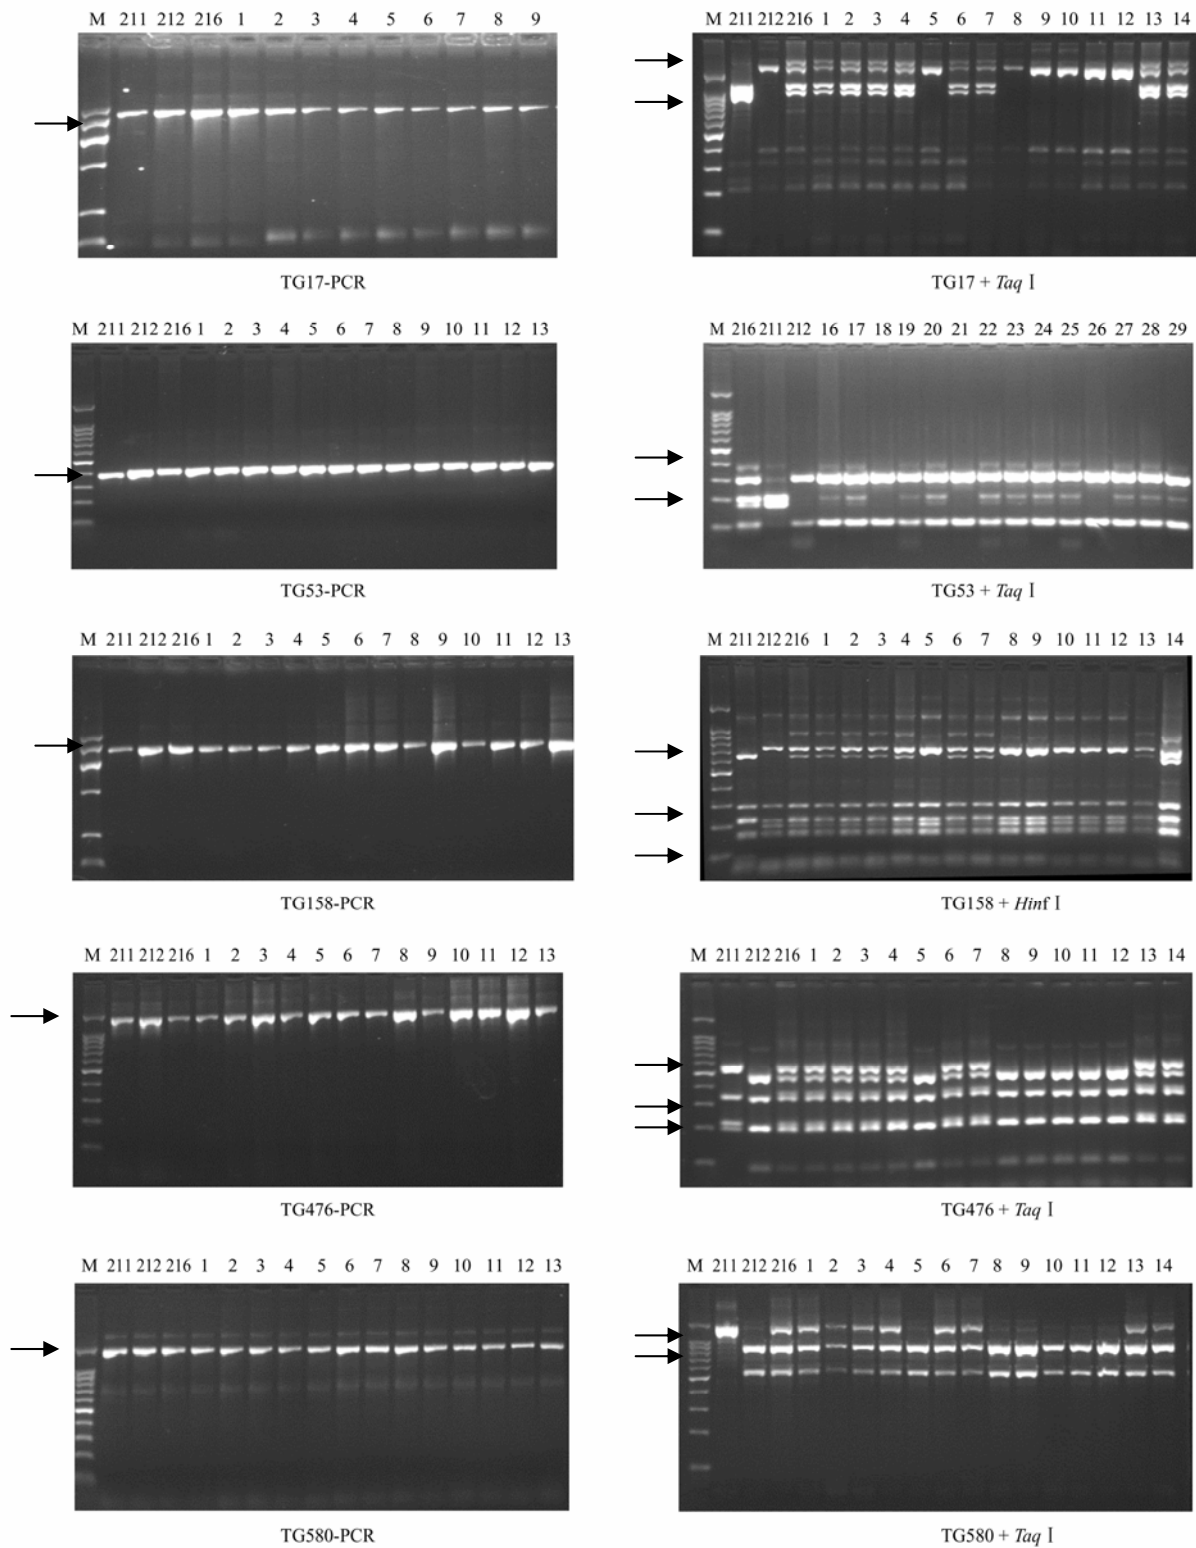 M 211 212 216 1 2 3 4 5 6 7 8 9
M 211 212 216 1 2 3 4 5 6 7 8 9 10 11 12 13 14
TG17-PCR
TG17 + Taq Ⅰ
M 211 212 216 1 2 3 4 5 6 7 8 9 10 11 12 13
M 216 211 212 16 17 18 19 20 21 22 23 24 25 26 27 28 29
TG53-PCR
TG53 + Taq Ⅰ
M 211 212 216 1 2 3 4 5 6 7 8 9 10 11 12 13
M 211 212 216 1 2 3 4 5 6 7 8 9 10 11 12 13 14
TG158-PCR
TG158 + Hinf Ⅰ
M 211 212 216 1 2 3 4 5 6 7 8 9 10 11 12 13
M 211 212 216 1 2 3 4 5 6 7 8 9 10 11 12 13 14
TG476-PCR
TG476 + Taq Ⅰ
M 211 212 216 1 2 3 4 5 6 7 8 9 10 11 12 13
M 211 212 216 1 2 3 4 5 6 7 8 9 10 11 12 13 14
TG580-PCR
TG580 + Taq Ⅰ